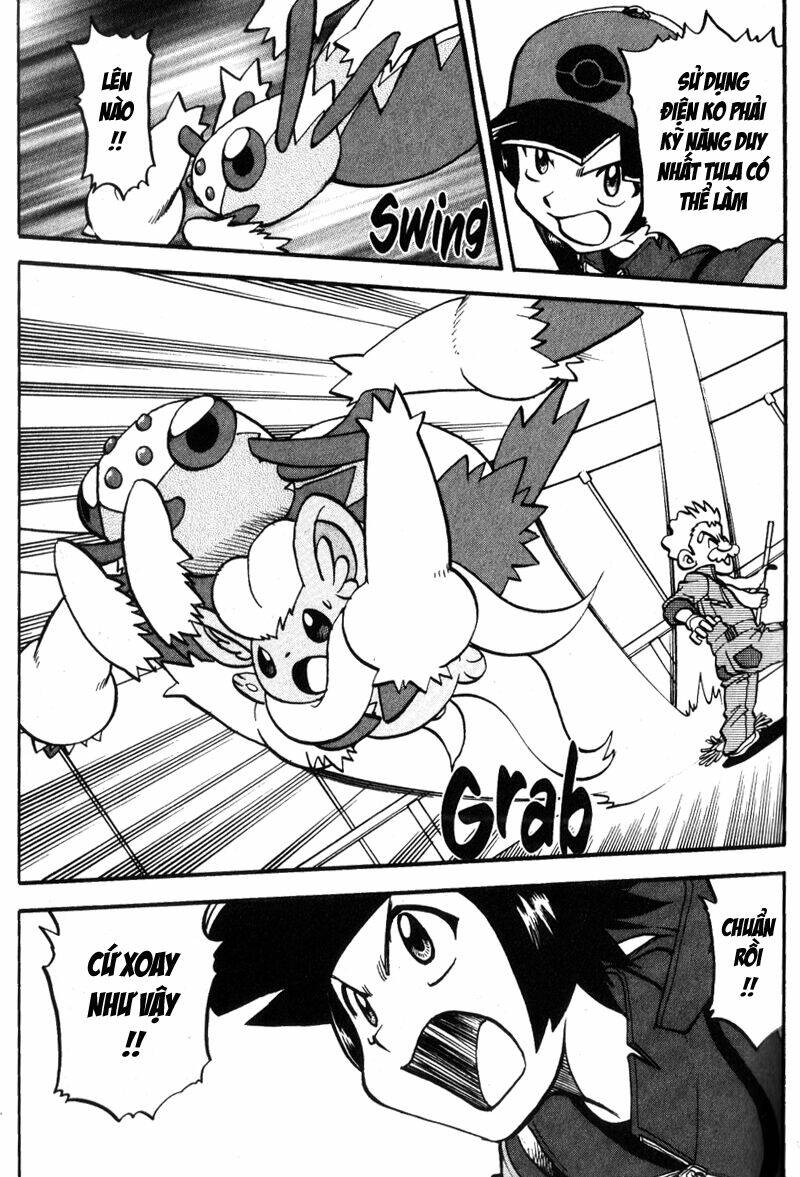 SỬ DỤNG
ĐIỆN KO PHẢI
KỸ NĂNG DUY
NHẤT TULA CÓ
THỂ LÀM
LÊN
NÀO
!!
Swing
Grab
CHUẨN
RỒI
!!
CỨ XOAY
NHƯ VẬY
!!